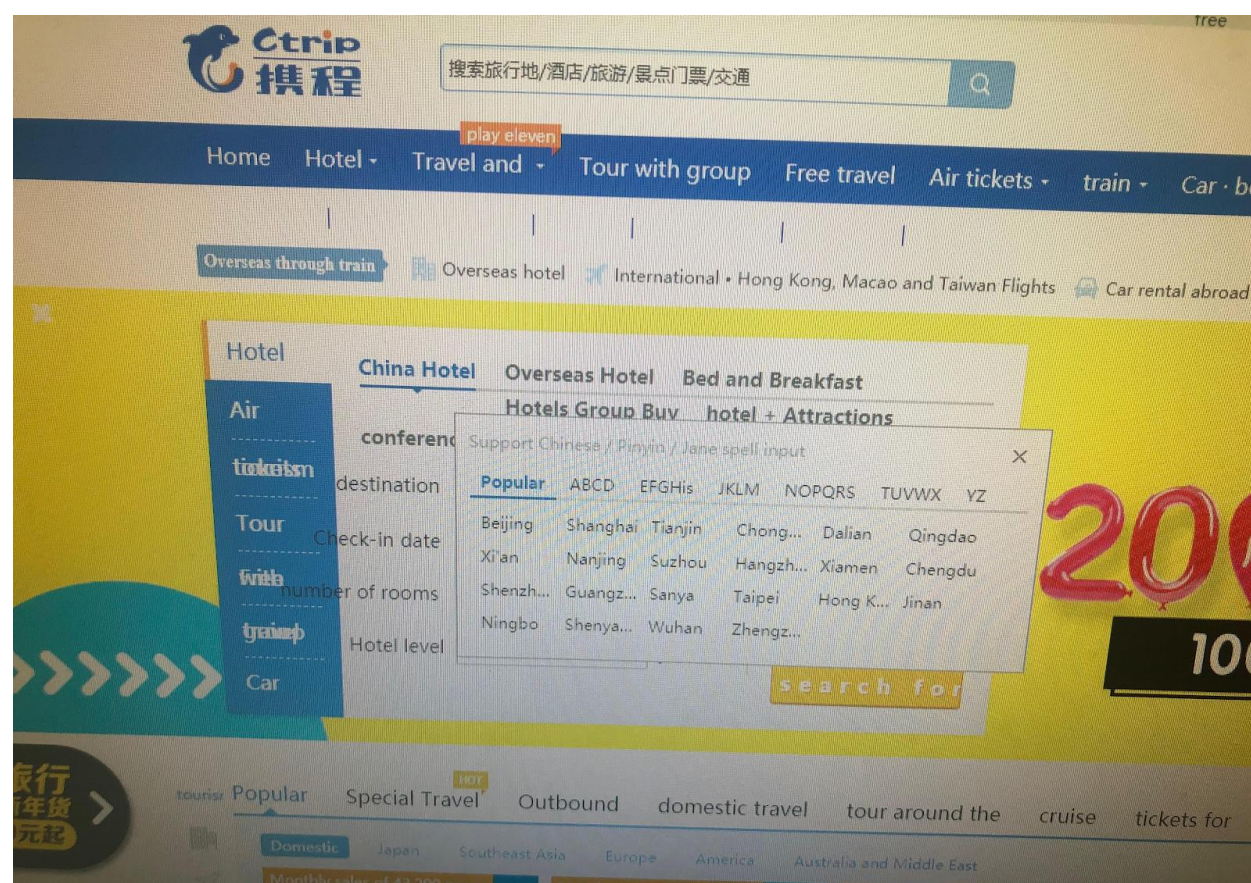 free
Ctrip
携程
搜索旅行地/酒店/旅游/景点门票/交通
play eleven
Home Hotel Travel and Tour with group Free travel Air tickets train Car ·
Overseas through train Overseas hotel International • Hong Kong, Macao and Taiwan Flights Car rental abroad
Hotel
Air
Tour
Car
China Hotel Overseas Hotel Bed and Breakfast
Hotels Group Buy hotel + Attractions
conferenc
destination
Check-in date
number of rooms
Hotel level
Support Chinese / Pinyin / Jane spell input
Popular ABCD EFGHis JKLM NOPQRS TUVWX YZ
Beijing Shanghai Tianjin Chong... Dalian Qingdao
Xi'an Nanjing Suzhou Hangzh... Xiamen Chengdu
Shenzh... Guangz... Sanya Taipei Hong K... Jinan
Ningbo Shenya... Wuhan Zhengz...
search for
200
100
旅行
年货
元起
HOT
Popular Special Travel Outbound domestic travel tour around the cruise tickets for
Domestic Japan Southeast Asia Europe America Australia and Middle East
Monthly sales of